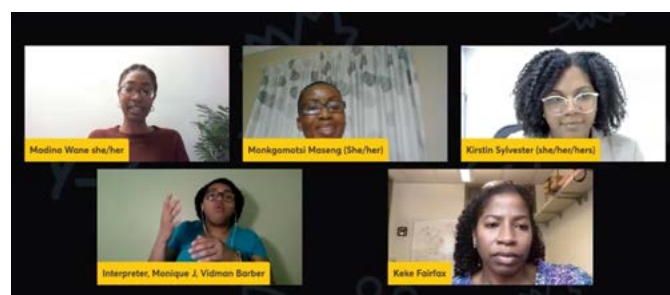 Madina Wane she/her
Monkgomotsi Maseng (She/her)
Kirstin Sylvester (she/her/hers)
Interpreter, Monique J, Vidman Barber
Keke Fairfax